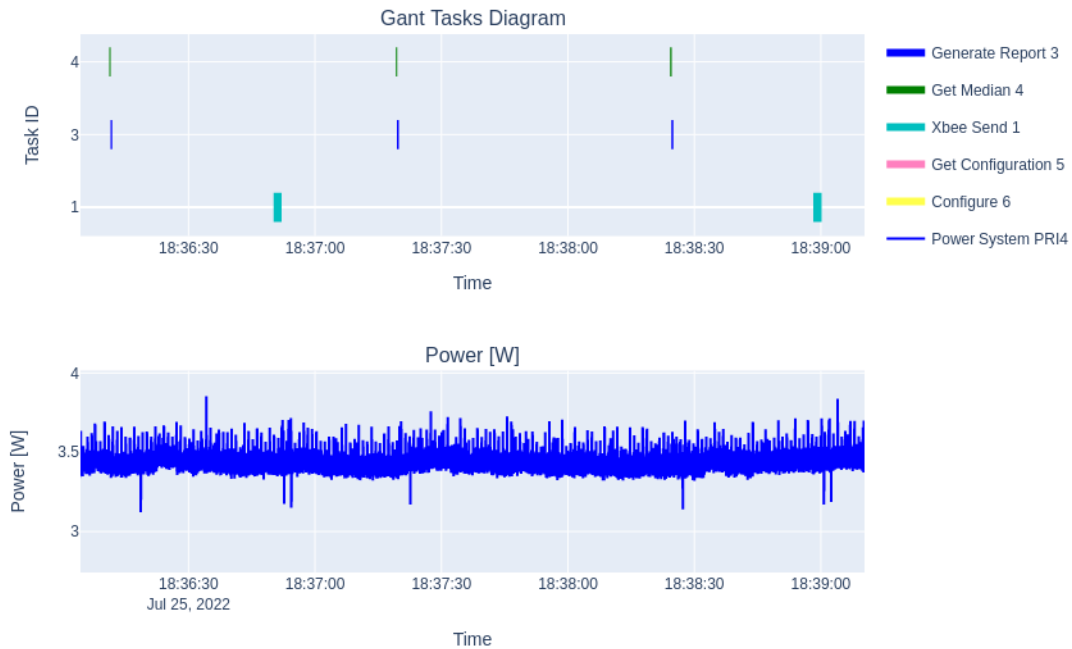 Gant Tasks Diagram
Task ID
4
3
1
18:36:30 18:37:00 18:37:30 18:38:00 18:38:30 18:39:00
Time
Generate Report 3
Get Median 4
Xbee Send 1
Get Configuration 5
Configure 6
Power System PRI4
Power [W]
Power [W]
4
3.5
3
18:36:30 18:37:00 18:37:30 18:38:00 18:38:30 18:39:00
Jul 25, 2022
Time